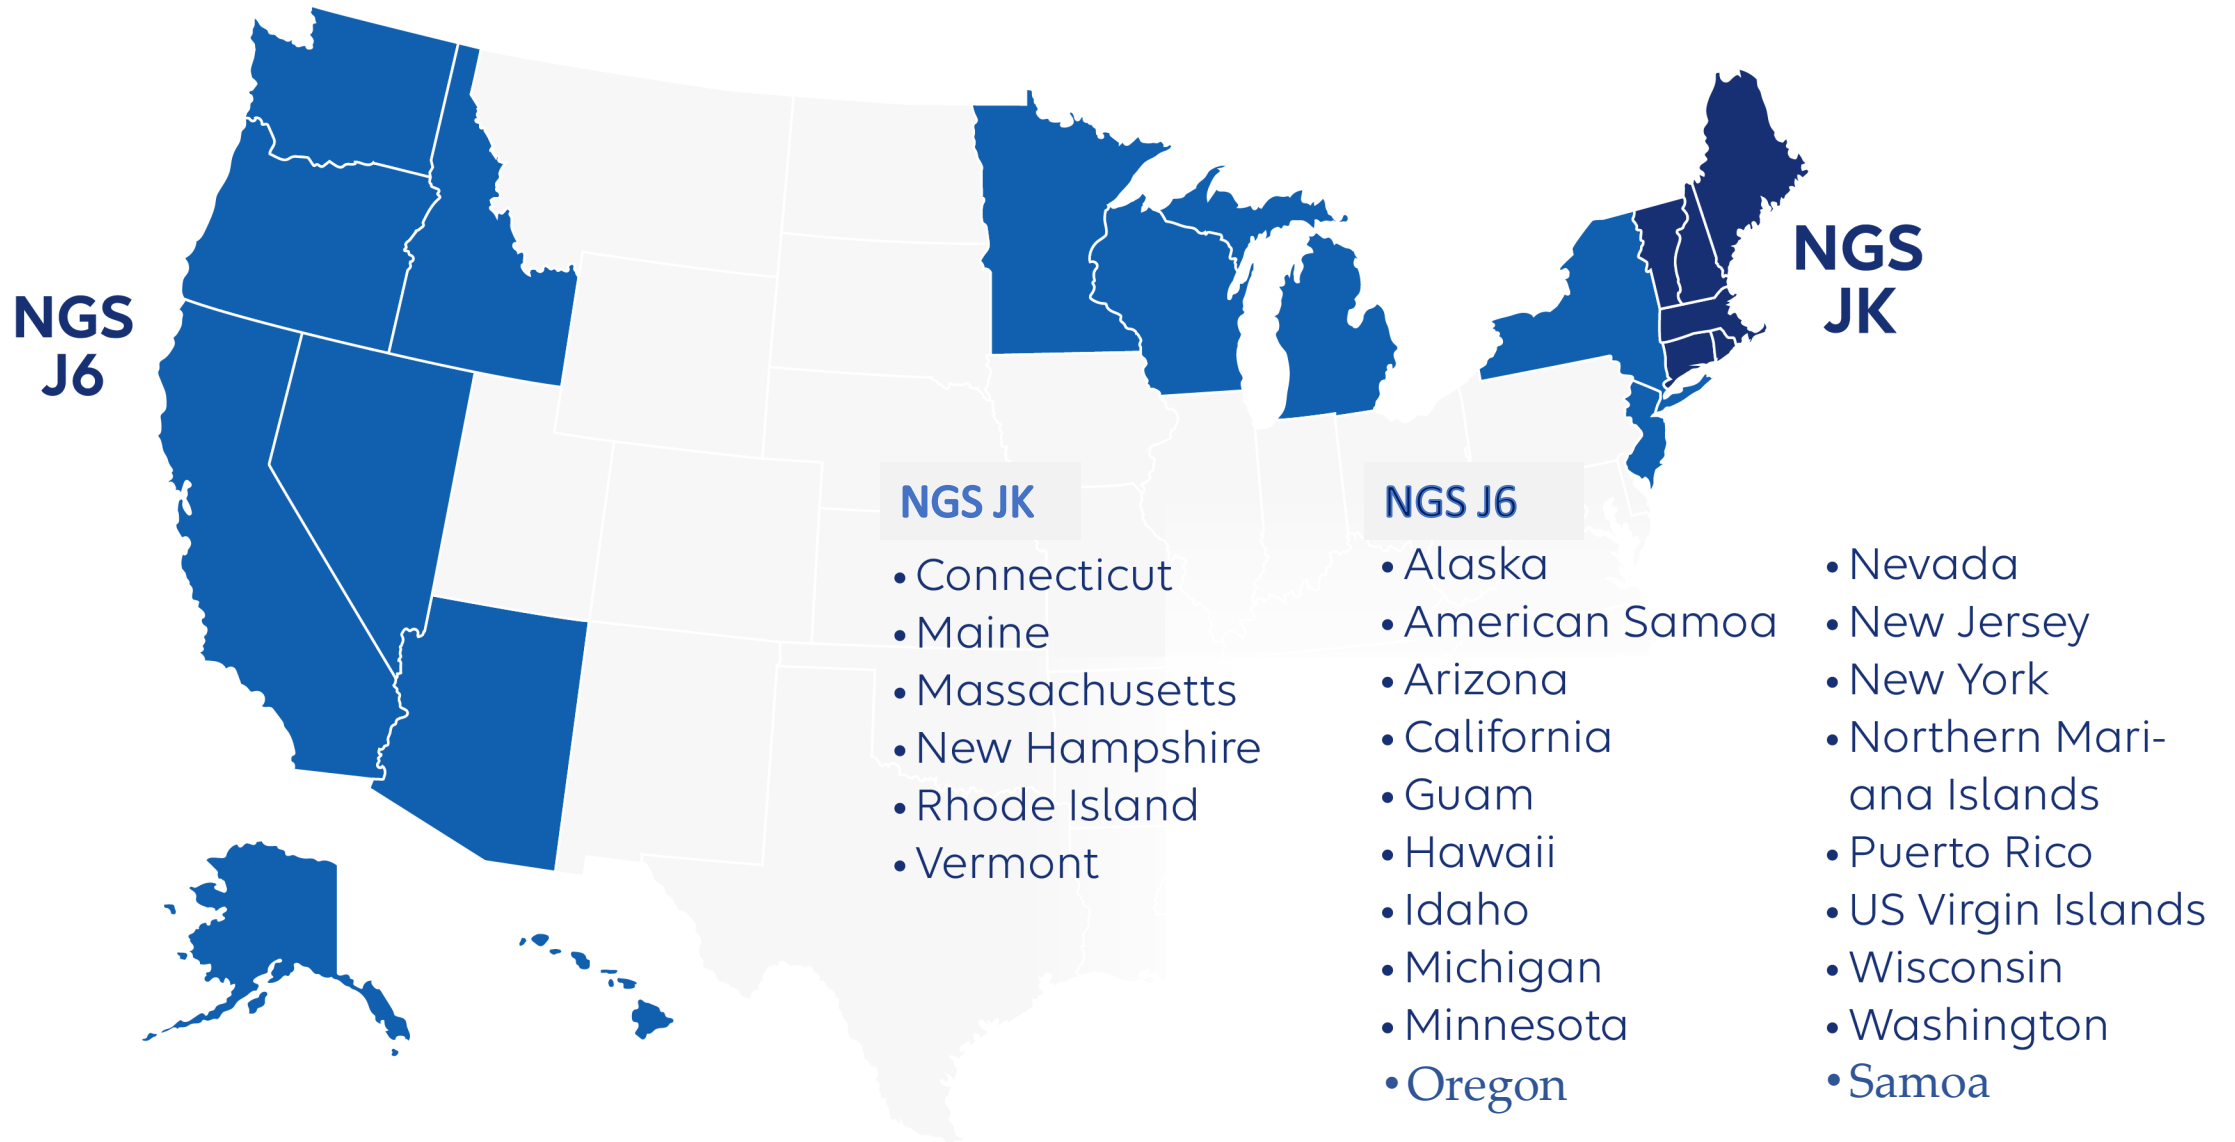 NGS
J6
NGS
JK
NGS JK
• Connecticut
• Maine
• Massachusetts
• New Hampshire
• Rhode Island
• Vermont
NGS J6
• Alaska
• American Samoa
• Arizona
• California
• Guam
• Hawaii
• Idaho
• Michigan
• Minnesota
• Oregon
• Nevada
• New Jersey
• New York
• Northern Mari-
ana Islands
• Puerto Rico
• US Virgin Islands
• Wisconsin
• Washington
• Samoa